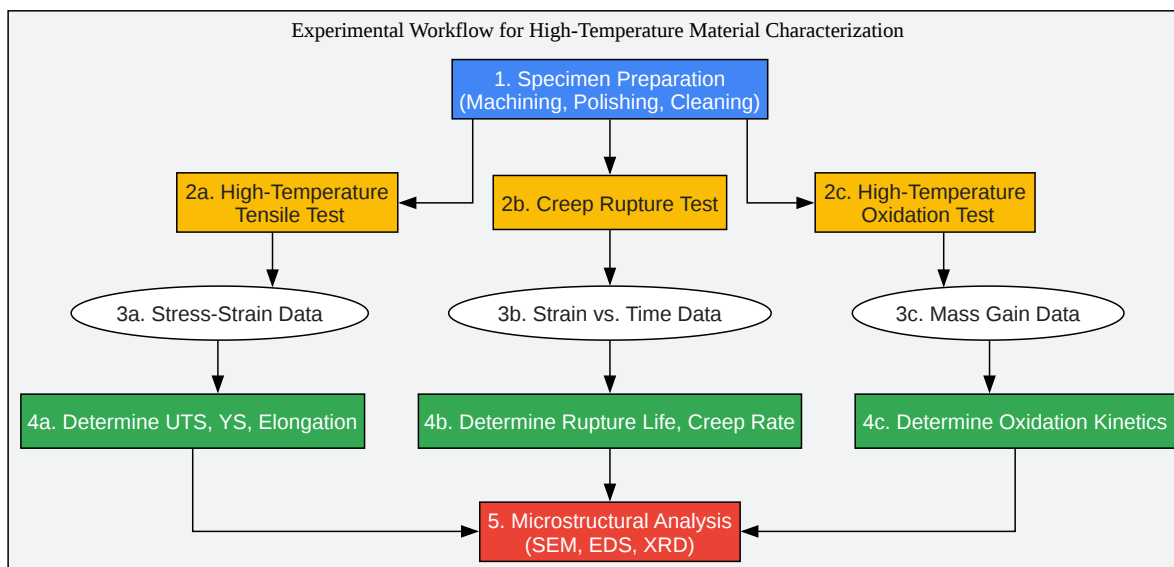 Experimental Workflow for High-Temperature Material Characterization
1. Specimen Preparation
(Machining, Polishing, Cleaning)
2a. High-Temperature
Tensile Test
2b. Creep Rupture Test
2c. High-Temperature
Oxidation Test
3a. Stress-Strain Data
3b. Strain vs. Time Data
3c. Mass Gain Data
4a. Determine UTS, YS, Elongation
4b. Determine Rupture Life, Creep Rate
4c. Determine Oxidation Kinetics
5. Microstructural Analysis
(SEM, EDS, XRD)